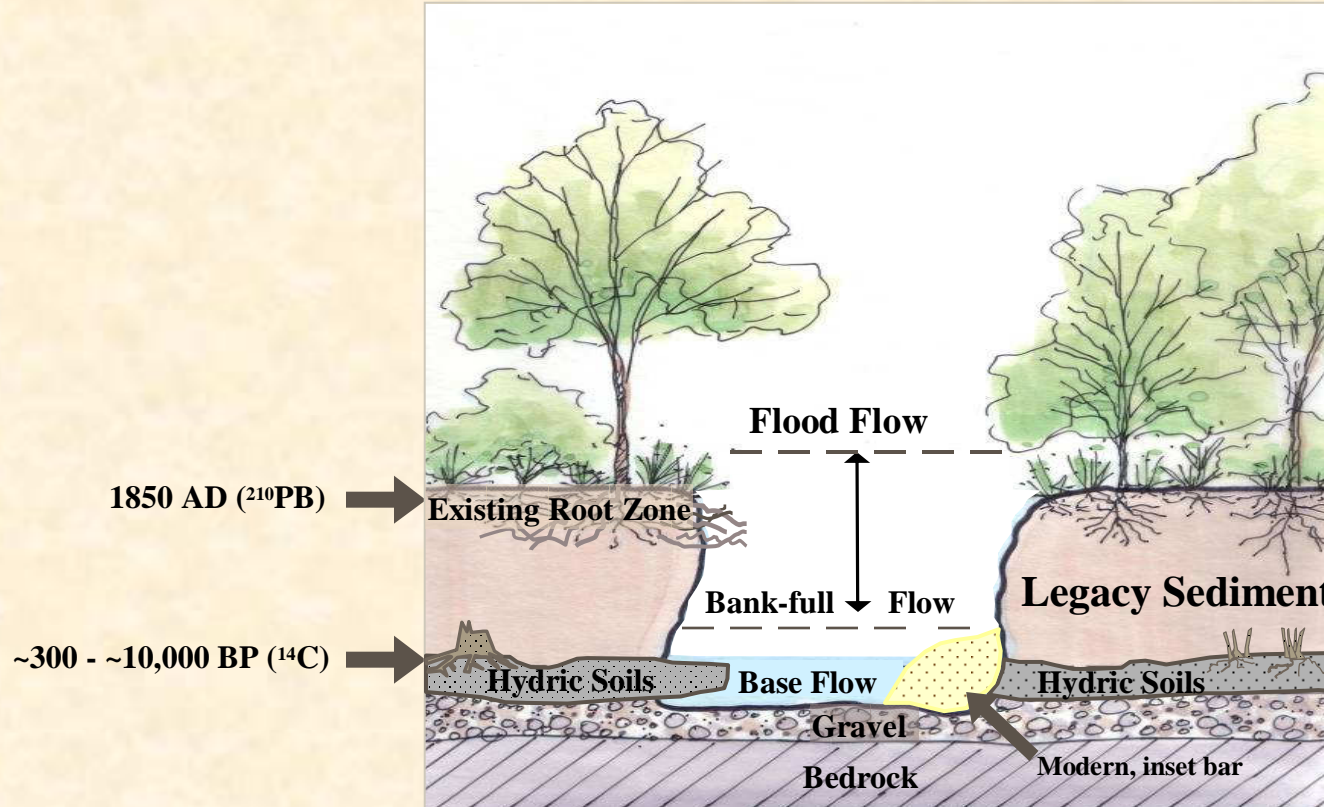 Flood Flow
1850 AD (²¹⁰PB)
Existing Root Zone
Bank-full Flow
Legacy Sediment
~300 - ~10,000 BP (¹⁴C)
Hydric Soils
Base Flow
Hydric Soils
Gravel
Modern, inset bar
Bedrock